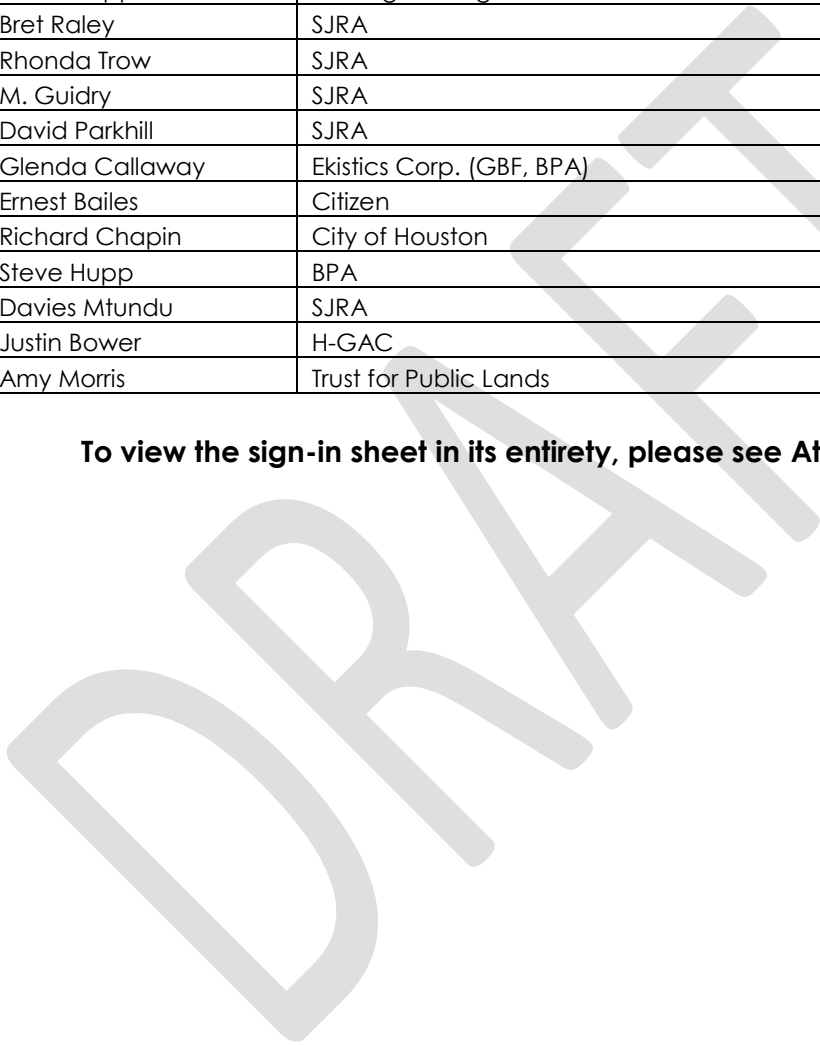 Bret Raley SJRA
Rhonda Trow SJRA
M. Guidry SJRA
David Parkhill SJRA
Glenda Callaway Ekistics Corp. (GBF, BPA)
Ernest Bailes Citizen
Richard Chapin City of Houston
Steve Hupp BPA
Davies Mtundu SJRA
Justin Bower H-GAC
Amy Morris Trust for Public Lands
To view the sign-in sheet in its entirety, please see At
DRAFT